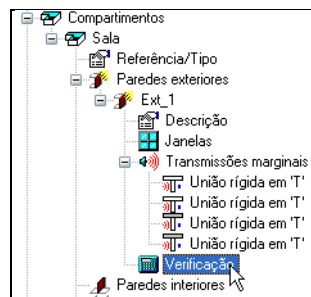 Compartimentos
Sala
Referência/Tipo
Paredes exteriores
Ext_1
Descrição
Janelas
Transmissões marginais
União rígida em 'T'
União rígida em 'T'
União rígida em 'T'
União rígida em 'T'
Verificação
Paredes interiores